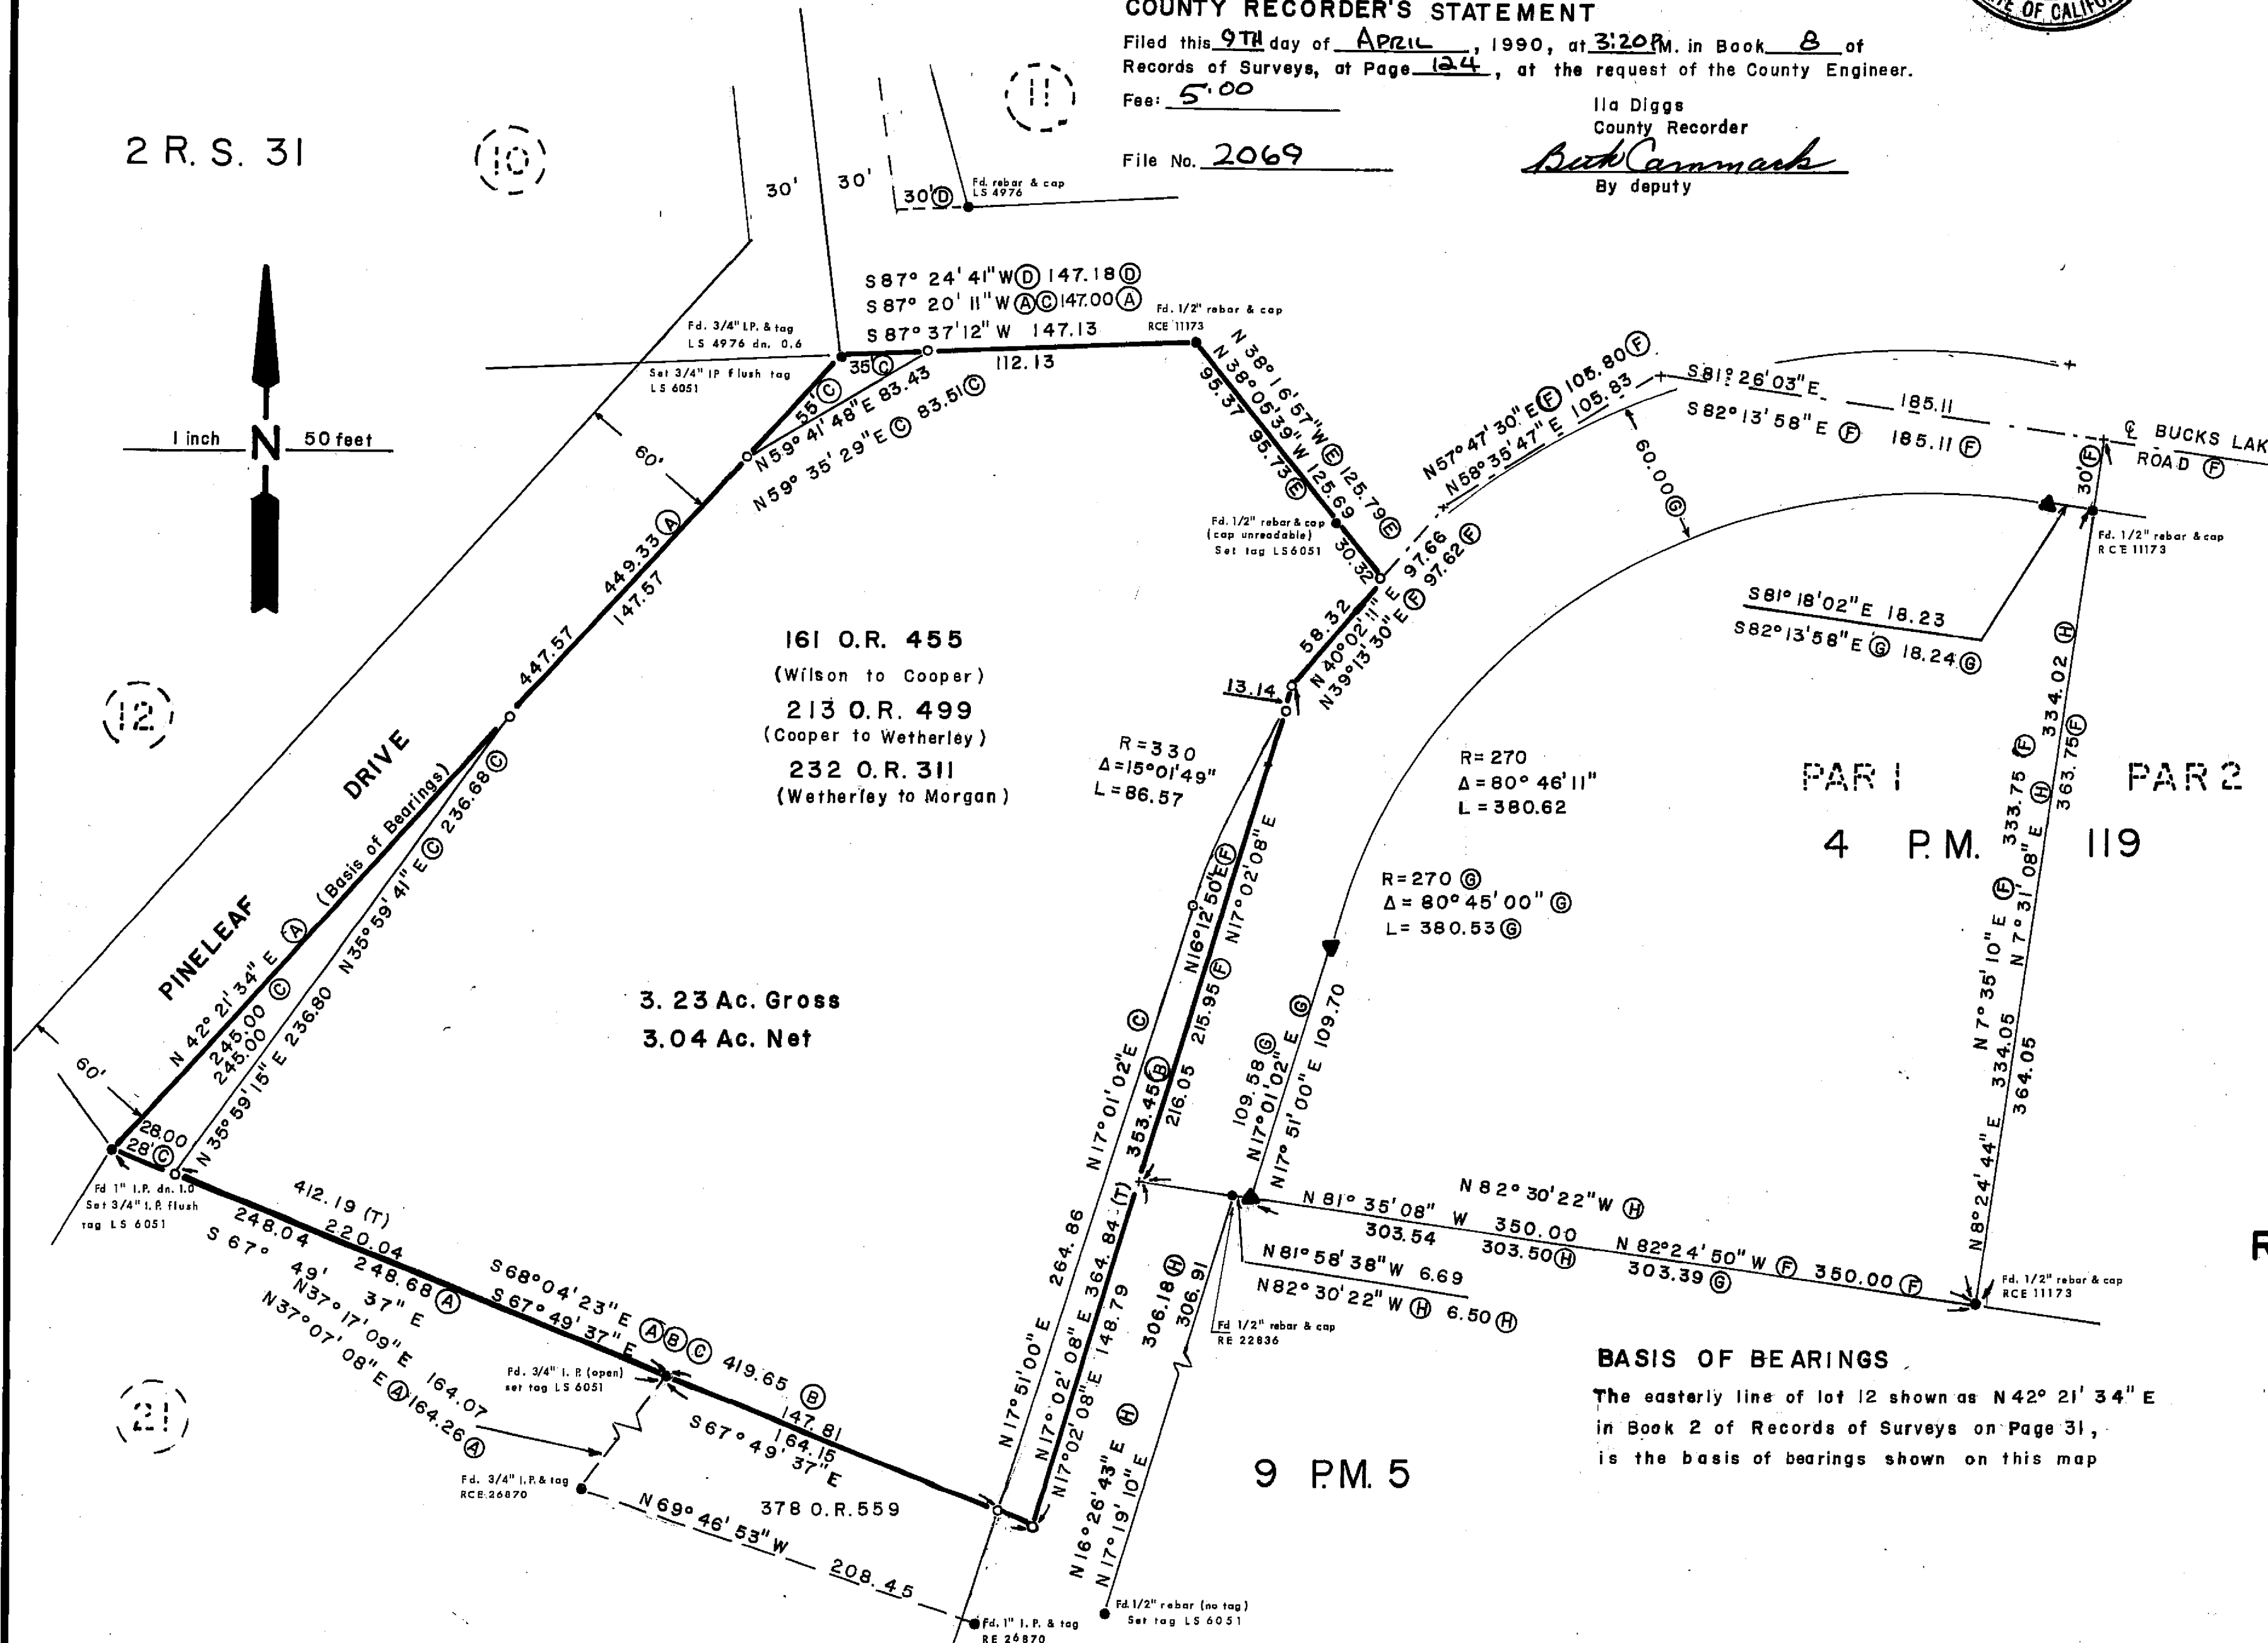 COUNTY RECORDER'S STATEMENT
Filed this 9TH day of APRIL, 1990, at 3:20 PM. in Book 8 of
Records of Surveys, at Page 124, at the request of the County Engineer.
Fee: 5.00
Ila Diggs
County Recorder
File No. 2069
Beth Cammack
By deputy
OF CALIFOR
2 R. S. 31
10
11
30'
30'
30' D
Fd. rebar & cap
LS 4976
1 inch N 50 feet
S 87° 24' 41" W D 147.18 D
S 87° 20' 11" W A C 147.00 A
S 87° 37' 12" W 147.13
112.13
Fd. 1/2" rebar & cap
RCE 11173
Fd. 3/4" I.P. & tag
LS 4976 dn. 0.6
Set 3/4" IP flush tag
LS 6051
35' C
55' C
N 59° 41' 48" E 83.43
N 59° 35' 29" E C 83.51 C
60'
N 38° 16' 57" W E 125.79 E
N 38° 05' 39" W 125.69
95.37
95.73 E
30.32
Fd. 1/2" rebar & cap
(cap unreadable)
Set tag LS6051
N 57° 47' 30" E F 105.80 F
N 58° 35' 47" E 105.83
S 81° 26' 03" E 185.11
S 82° 13' 58" E F 185.11 F
℄ BUCKS LAK
ROAD F
30' F
60.00 G
Fd. 1/2" rebar & cap
RCE 11173
S 81° 18' 02" E 18.23
S 82° 13' 58" E G 18.24 G
58.32
N 40° 02' 11" E 97.66
N 39° 13' 30" E F 97.62 F
13.14
449.33 A
447.57
147.57
161 O.R. 455
(Wilson to Cooper)
213 O.R. 499
(Cooper to Wetherley)
232 O.R. 311
(Wetherley to Morgan)
12
PINELEAF DRIVE
(Basis of Bearings)
N 42° 21' 34" E A
245.00 C
245.00
N 35° 59' 41" E C 236.68 C
N 35° 59' 15" E 236.80
R = 330
Δ = 15° 01' 49"
L = 86.57
R = 270
Δ = 80° 46' 11"
L = 380.62
R = 270 G
Δ = 80° 45' 00" G
L = 380.53 G
PAR 1
PAR 2
4 P.M. 119
N 7° 35' 10" E F 333.75 F
N 7° 31' 08" E H 334.02 H
363.75 F
N 8° 24' 44" E 334.05
364.05
3.23 Ac. Gross
3.04 Ac. Net
N 16° 12' 50" E F
N 17° 02' 08" E
215.95 F
216.05
353.45 B
N 17° 01' 02" E C
N 17° 51' 00" E 264.86
109.58 G
N 17° 01' 02" E G
N 17° 51' 00" E 109.70
N 17° 02' 08" E 364.84 (T)
N 17° 02' 08" E 148.79
60'
28.00
28' C
Fd 1" I.P. dn. 1.0
Set 3/4" I.P. flush
tag LS 6051
412.19 (T)
248.04
220.04
248.68 A
S 67° 49' 37" E
S 68° 04' 23" E A B C 419.65 B
S 67° 49' 37" E
N 37° 17' 09" E 164.07
N 37° 07' 08" E A 164.26 A
Fd. 3/4" I.P. (open)
set tag LS 6051
147.81
164.15
S 67° 49' 37" E
Fd. 3/4" I.P. & tag
RCE 26870
378 O.R. 559
N 69° 46' 53" W 208.45
Fd. 1" I.P. & tag
RE 26870
21
306.18 H
306.91
N 16° 26' 43" E H
N 17° 19' 10" E
Fd. 1/2" rebar (no tag)
Set tag LS 6051
N 82° 30' 22" W H
N 81° 35' 08" W 350.00
303.54
303.50 H
N 82° 24' 50" W F 350.00 F
303.39 G
N 81° 58' 38" W 6.69
N 82° 30' 22" W H 6.50 H
Fd 1/2" rebar & cap
RE 22836
Fd. 1/2" rebar & cap
RCE 11173
R
9 P.M. 5
BASIS OF BEARINGS
The easterly line of lot 12 shown as N 42° 21' 34" E
in Book 2 of Records of Surveys on Page 31,
is the basis of bearings shown on this map